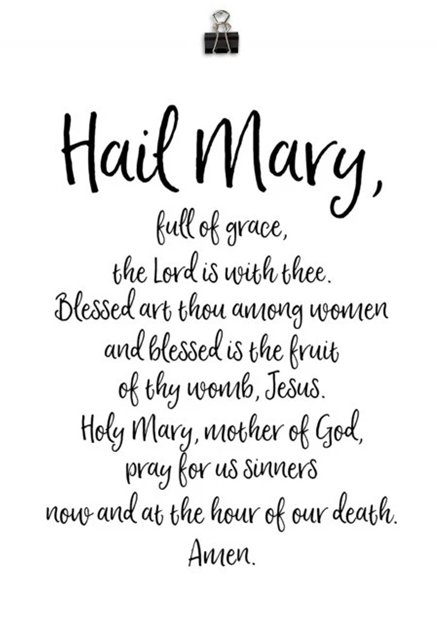 Hail Mary,
full of grace,
the Lord is with thee.
Blessed art thou among women
and blessed is the fruit
of thy womb, Jesus.
Holy Mary, mother of God,
pray for us sinners
now and at the hour of our death.
Amen.